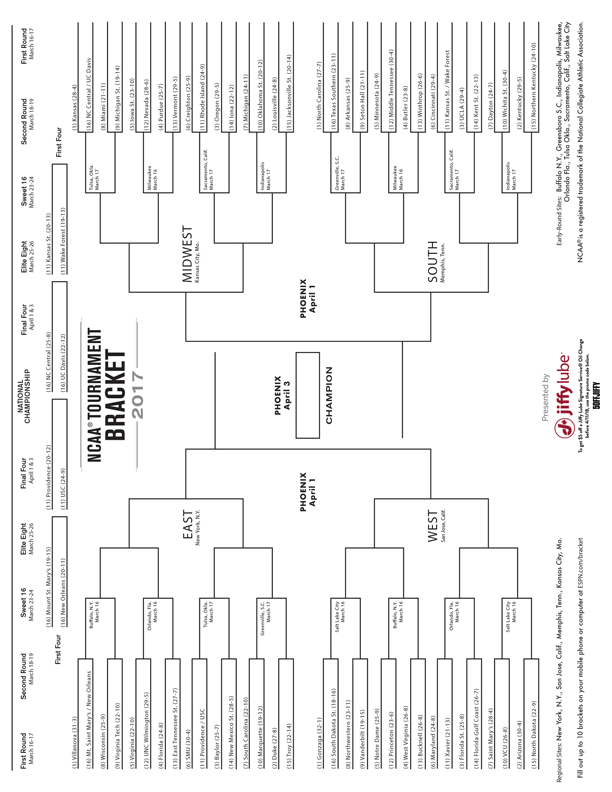 First Round
March 16-17
Second Round
March 18-19
Sweet 16
March 23-24
Elite Eight
March 25-26
Final Four
April 1 & 3
NATIONAL
CHAMPIONSHIP
Final Four
April 1 & 3
Elite Eight
March 25-26
Sweet 16
March 23-24
Second Round
March 18-19
First Round
March 16-17
First Four
(16) Mount St. Mary's (19-15)
(16) New Orleans (20-11)
(11) Providence (20-12)
(11) USC (24-9)
(16) NC Central (25-8)
(16) UC Davis (22-12)
(11) Kansas St. (20-13)
(11) Wake Forest (19-13)
First Four
NCAA® TOURNAMENT
BRACKET
2017
(1) Villanova (31-3)
(16) Mt. Saint Mary's / New Orleans
(8) Wisconsin (25-9)
(9) Virginia Tech (22-10)
(5) Virginia (22-10)
(12) UNC Wilmington (29-5)
(4) Florida (24-8)
(13) East Tennessee St. (27-7)
(6) SMU (30-4)
(11) Providence / USC
(3) Baylor (25-7)
(14) New Mexico St. (28-5)
(7) South Carolina (22-10)
(10) Marquette (19-12)
(2) Duke (27-8)
(15) Troy (22-14)
Buffalo, N.Y.
March 16
Orlando, Fla.
March 16
Tulsa, Okla.
March 17
Greenville, S.C.
March 17
EAST
New York, N.Y.
(1) Gonzaga (32-1)
(16) South Dakota St. (18-16)
(8) Northwestern (23-11)
(9) Vanderbilt (19-15)
(5) Notre Dame (25-9)
(12) Princeton (23-6)
(4) West Virginia (26-8)
(13) Bucknell (26-8)
(6) Maryland (24-8)
(11) Xavier (21-13)
(3) Florida St. (25-8)
(14) Florida Gulf Coast (26-7)
(7) Saint Mary's (28-4)
(10) VCU (26-8)
(2) Arizona (30-4)
(15) North Dakota (22-9)
Salt Lake City
March 16
Buffalo, N.Y.
March 16
Orlando, Fla.
March 16
Salt Lake City
March 16
WEST
San Jose, Calif.
PHOENIX
April 1
PHOENIX
April 3
CHAMPION
PHOENIX
April 1
(1) Kansas (28-4)
(16) NC Central / UC Davis
(8) Miami (21-11)
(9) Michigan St. (19-14)
(5) Iowa St. (23-10)
(12) Nevada (28-6)
(4) Purdue (25-7)
(13) Vermont (29-5)
(6) Creighton (25-9)
(11) Rhode Island (24-9)
(3) Oregon (29-5)
(14) Iona (22-12)
(7) Michigan (24-11)
(10) Oklahoma St. (20-12)
(2) Louisville (24-8)
(15) Jacksonville St. (20-14)
Tulsa, Okla.
March 17
Milwaukee
March 16
Sacramento, Calif.
March 17
Indianapolis
March 17
MIDWEST
Kansas City, Mo.
(1) North Carolina (27-7)
(16) Texas Southern (23-11)
(8) Arkansas (25-9)
(9) Seton Hall (21-11)
(5) Minnesota (24-9)
(12) Middle Tennessee (30-4)
(4) Butler (23-8)
(13) Winthrop (26-6)
(6) Cincinnati (29-4)
(11) Kansas St. / Wake Forest
(3) UCLA (29-4)
(14) Kent St. (22-13)
(7) Dayton (24-7)
(10) Wichita St. (30-4)
(2) Kentucky (29-5)
(15) Northern Kentucky (24-10)
Greenville, S.C.
March 17
Milwaukee
March 16
Sacramento, Calif.
March 17
Indianapolis
March 17
SOUTH
Memphis, Tenn.
Presented by
jiffylube
To get $5 off a Jiffy Lube Signature Service® Oil Change
before 4/15/18, use the promo code below.
5OFFJIFFY
Regional Sites: New York, N.Y., San Jose, Calif., Memphis, Tenn., Kansas City, Mo.
Fill out up to 10 brackets on your mobile phone or computer at ESPN.com/bracket
Early-Round Sites: Buffalo N.Y., Greensboro S.C., Indianapolis, Milwaukee,
Orlando Fla., Tulsa Okla., Sacramento, Calif., Salt Lake City
NCAA® is a registered trademark of the National Collegiate Athletic Association.